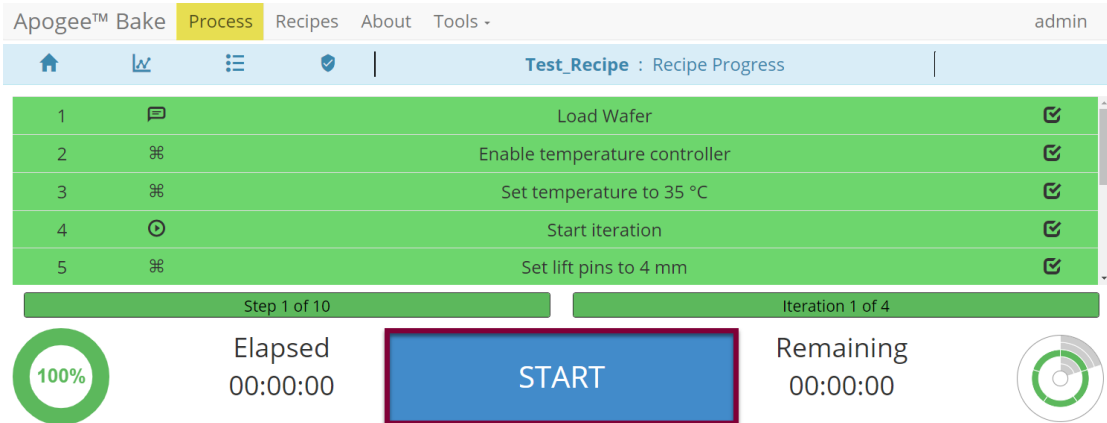 Apogee™ Bake Process Recipes About Tools admin
Test_Recipe : Recipe Progress
1 Load Wafer
2 Enable temperature controller
3 Set temperature to 35 °C
4 Start iteration
5 Set lift pins to 4 mm
Step 1 of 10 Iteration 1 of 4
100% Elapsed START Remaining
00:00:00 00:00:00